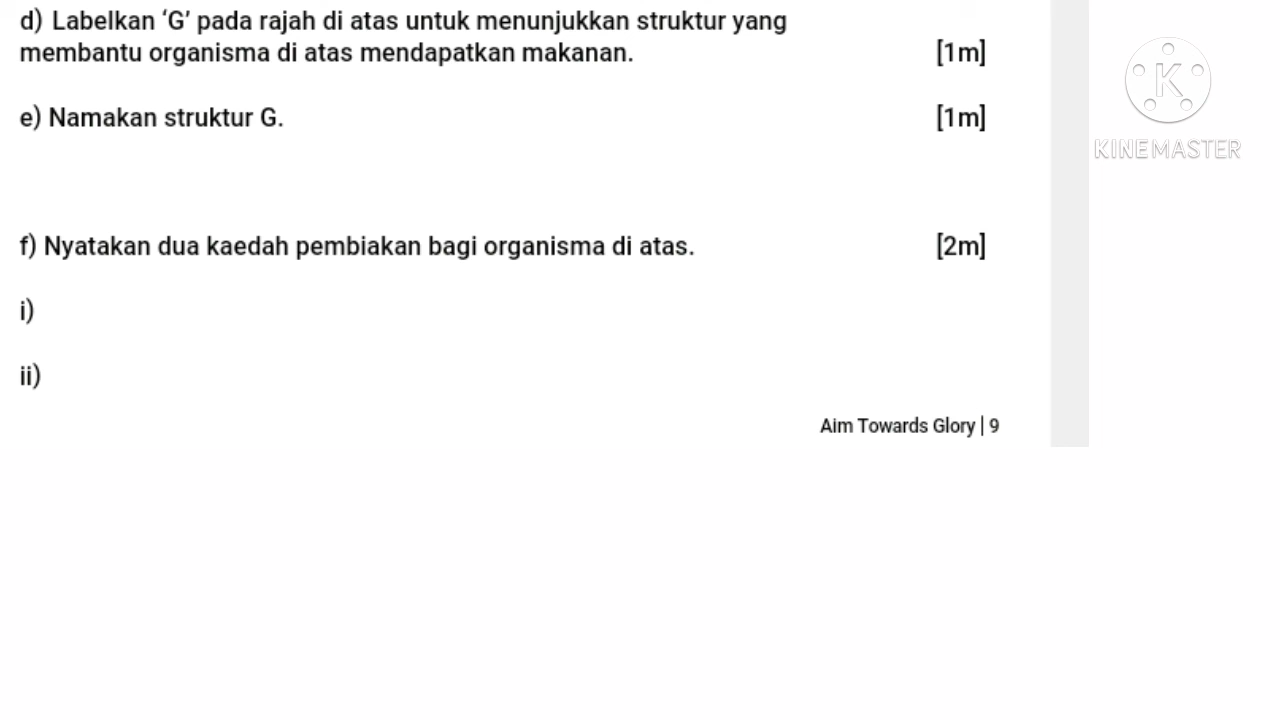 d) Labelkan ‘G’ pada rajah di atas untuk menunjukkan struktur yang
membantu organisma di atas mendapatkan makanan. [1m]
e) Namakan struktur G. [1m]
f) Nyatakan dua kaedah pembiakan bagi organisma di atas. [2m]
i)
ii)
Aim Towards Glory | 9
K
KINEMASTER